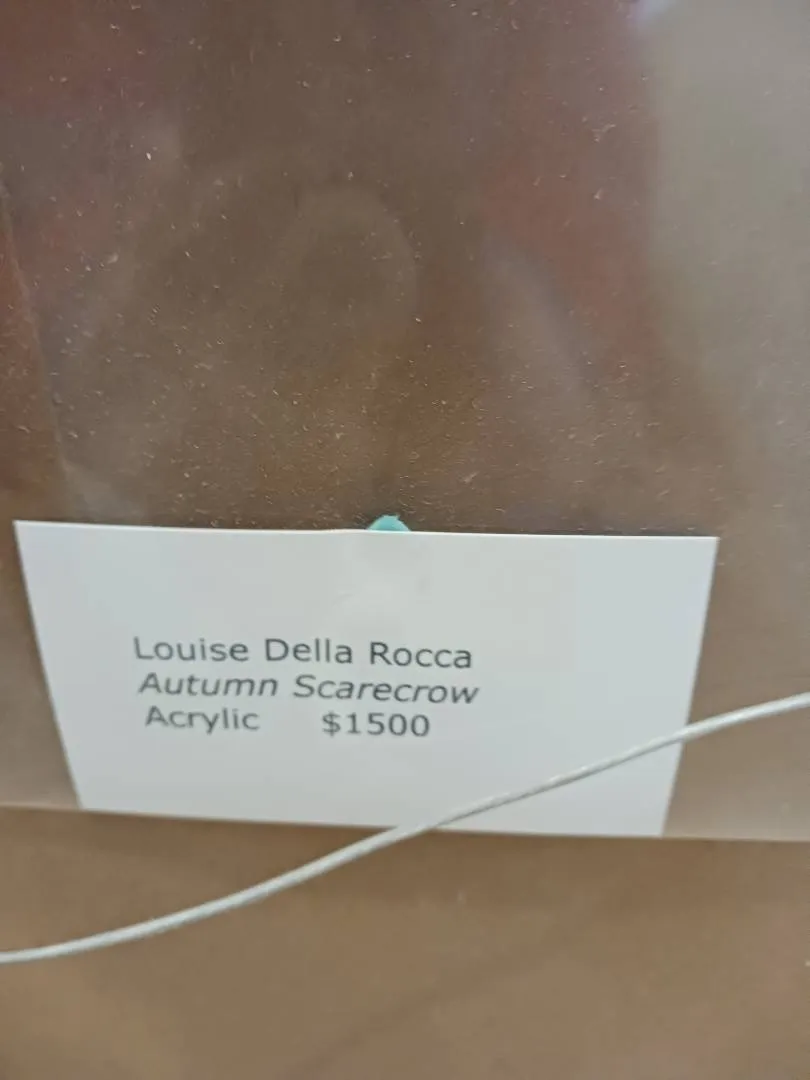 Louise Della Rocca
Autumn Scarecrow
Acrylic $1500